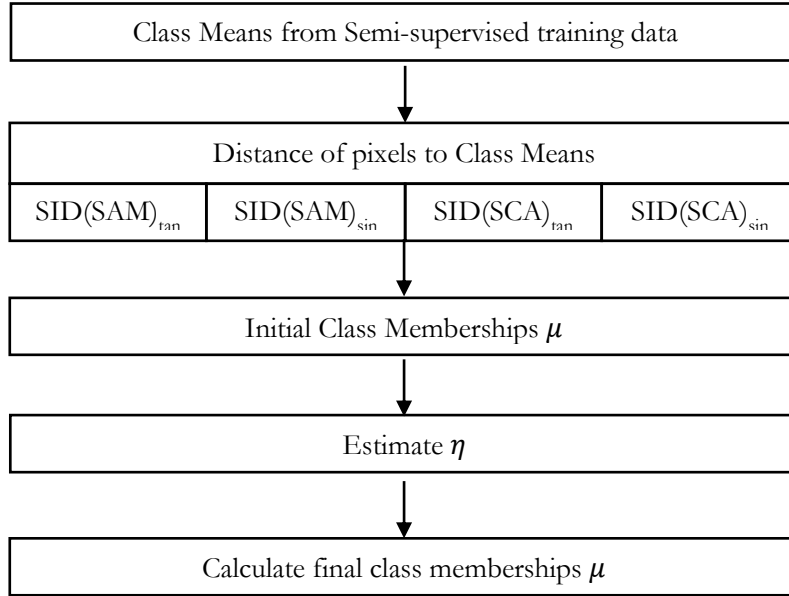 Class Means from Semi-supervised training data
Distance of pixels to Class Means
SID(SAM)tan SID(SAM)sin SID(SCA)tan SID(SCA)sin
Initial Class Memberships μ
Estimate η
Calculate final class memberships μ